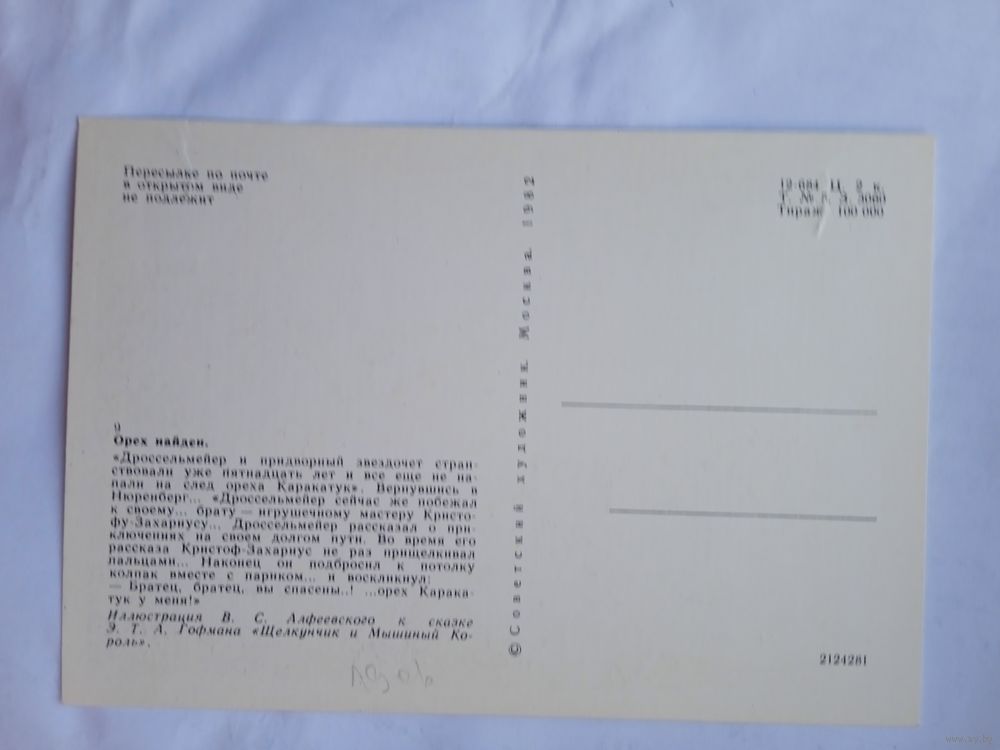 Пересылке по почте
в открытом виде
не подлежит
12-684 Ц. 2 к.
Тираж 100 000
9
Орех найден.
«Дроссельмейер и придворный звездочет стран-
ствовали уже пятнадцать лет и все еще не на-
пали на след ореха Каракатук». Вернувшись в
Нюренберг... «Дроссельмейер сейчас же побежал
к своему... брату — игрушечному мастеру Кристо-
фу-Захариусу... Дроссельмейер рассказал о при-
ключениях на своем долгом пути. Во время его
рассказа Кристоф-Захариус не раз прищелкивал
пальцами... Наконец он подбросил к потолку
колпак вместе с париком... и воскликнул:
— Братец, братец, вы спасены..! ...орех Карака-
тук у меня!»
Иллюстрация В. С. Алфеевского к сказке
Э. Т. А. Гофмана «Щелкунчик и Мышиный Ко-
роль».
© Советский художник. Москва. 1982
2124281
www.ay.by